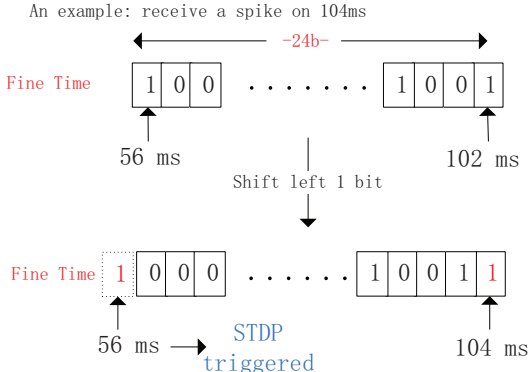 An example: receive a spike on 104ms
-24b-
Fine Time 1 0 0 ....... 1 0 0 1
56 ms 102 ms
Shift left 1 bit
Fine Time 1 0 0 0 ...... 1 0 0 1 1
56 ms STDP triggered 104 ms